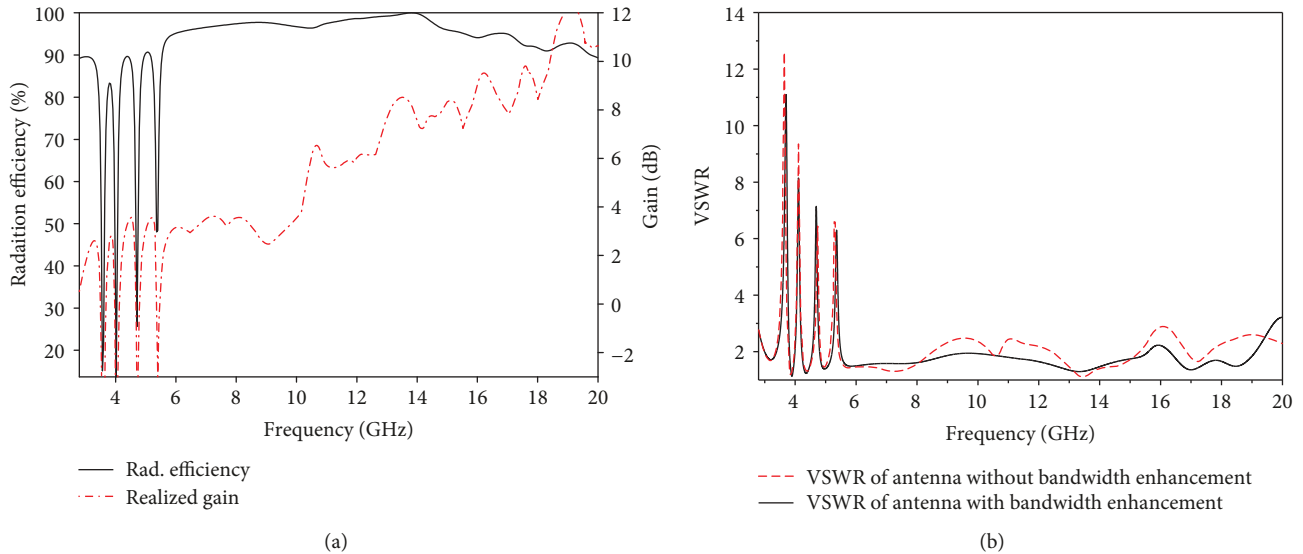 100
90
80
70
60
50
40
30
20
Radaition efficiency (%)
12
10
8
6
4
2
0
−2
Gain (dB)
4 6 8 10 12 14 16 18 20
Frequency (GHz)
Rad. efficiency
Realized gain
(a)
14
12
10
8
6
4
2
VSWR
4 6 8 10 12 14 16 18 20
Frequency (GHz)
VSWR of antenna without bandwidth enhancement
VSWR of antenna with bandwidth enhancement
(b)